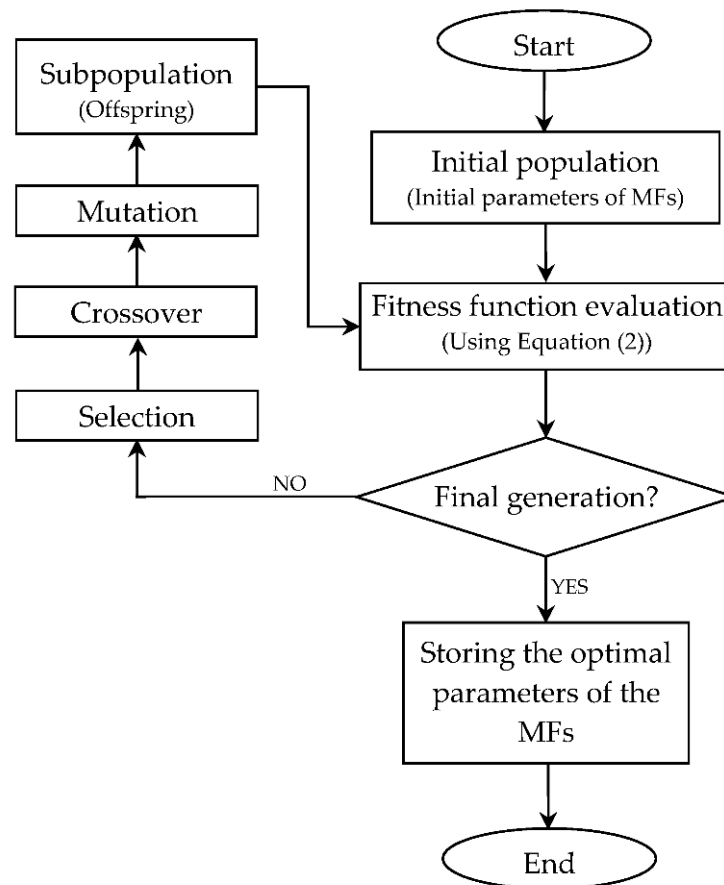 Start
Initial population
(Initial parameters of MFs)
Fitness function evaluation
(Using Equation (2))
Final generation?
NO
Selection
Crossover
Mutation
Subpopulation
(Offspring)
YES
Storing the optimal
parameters of the
MFs
End